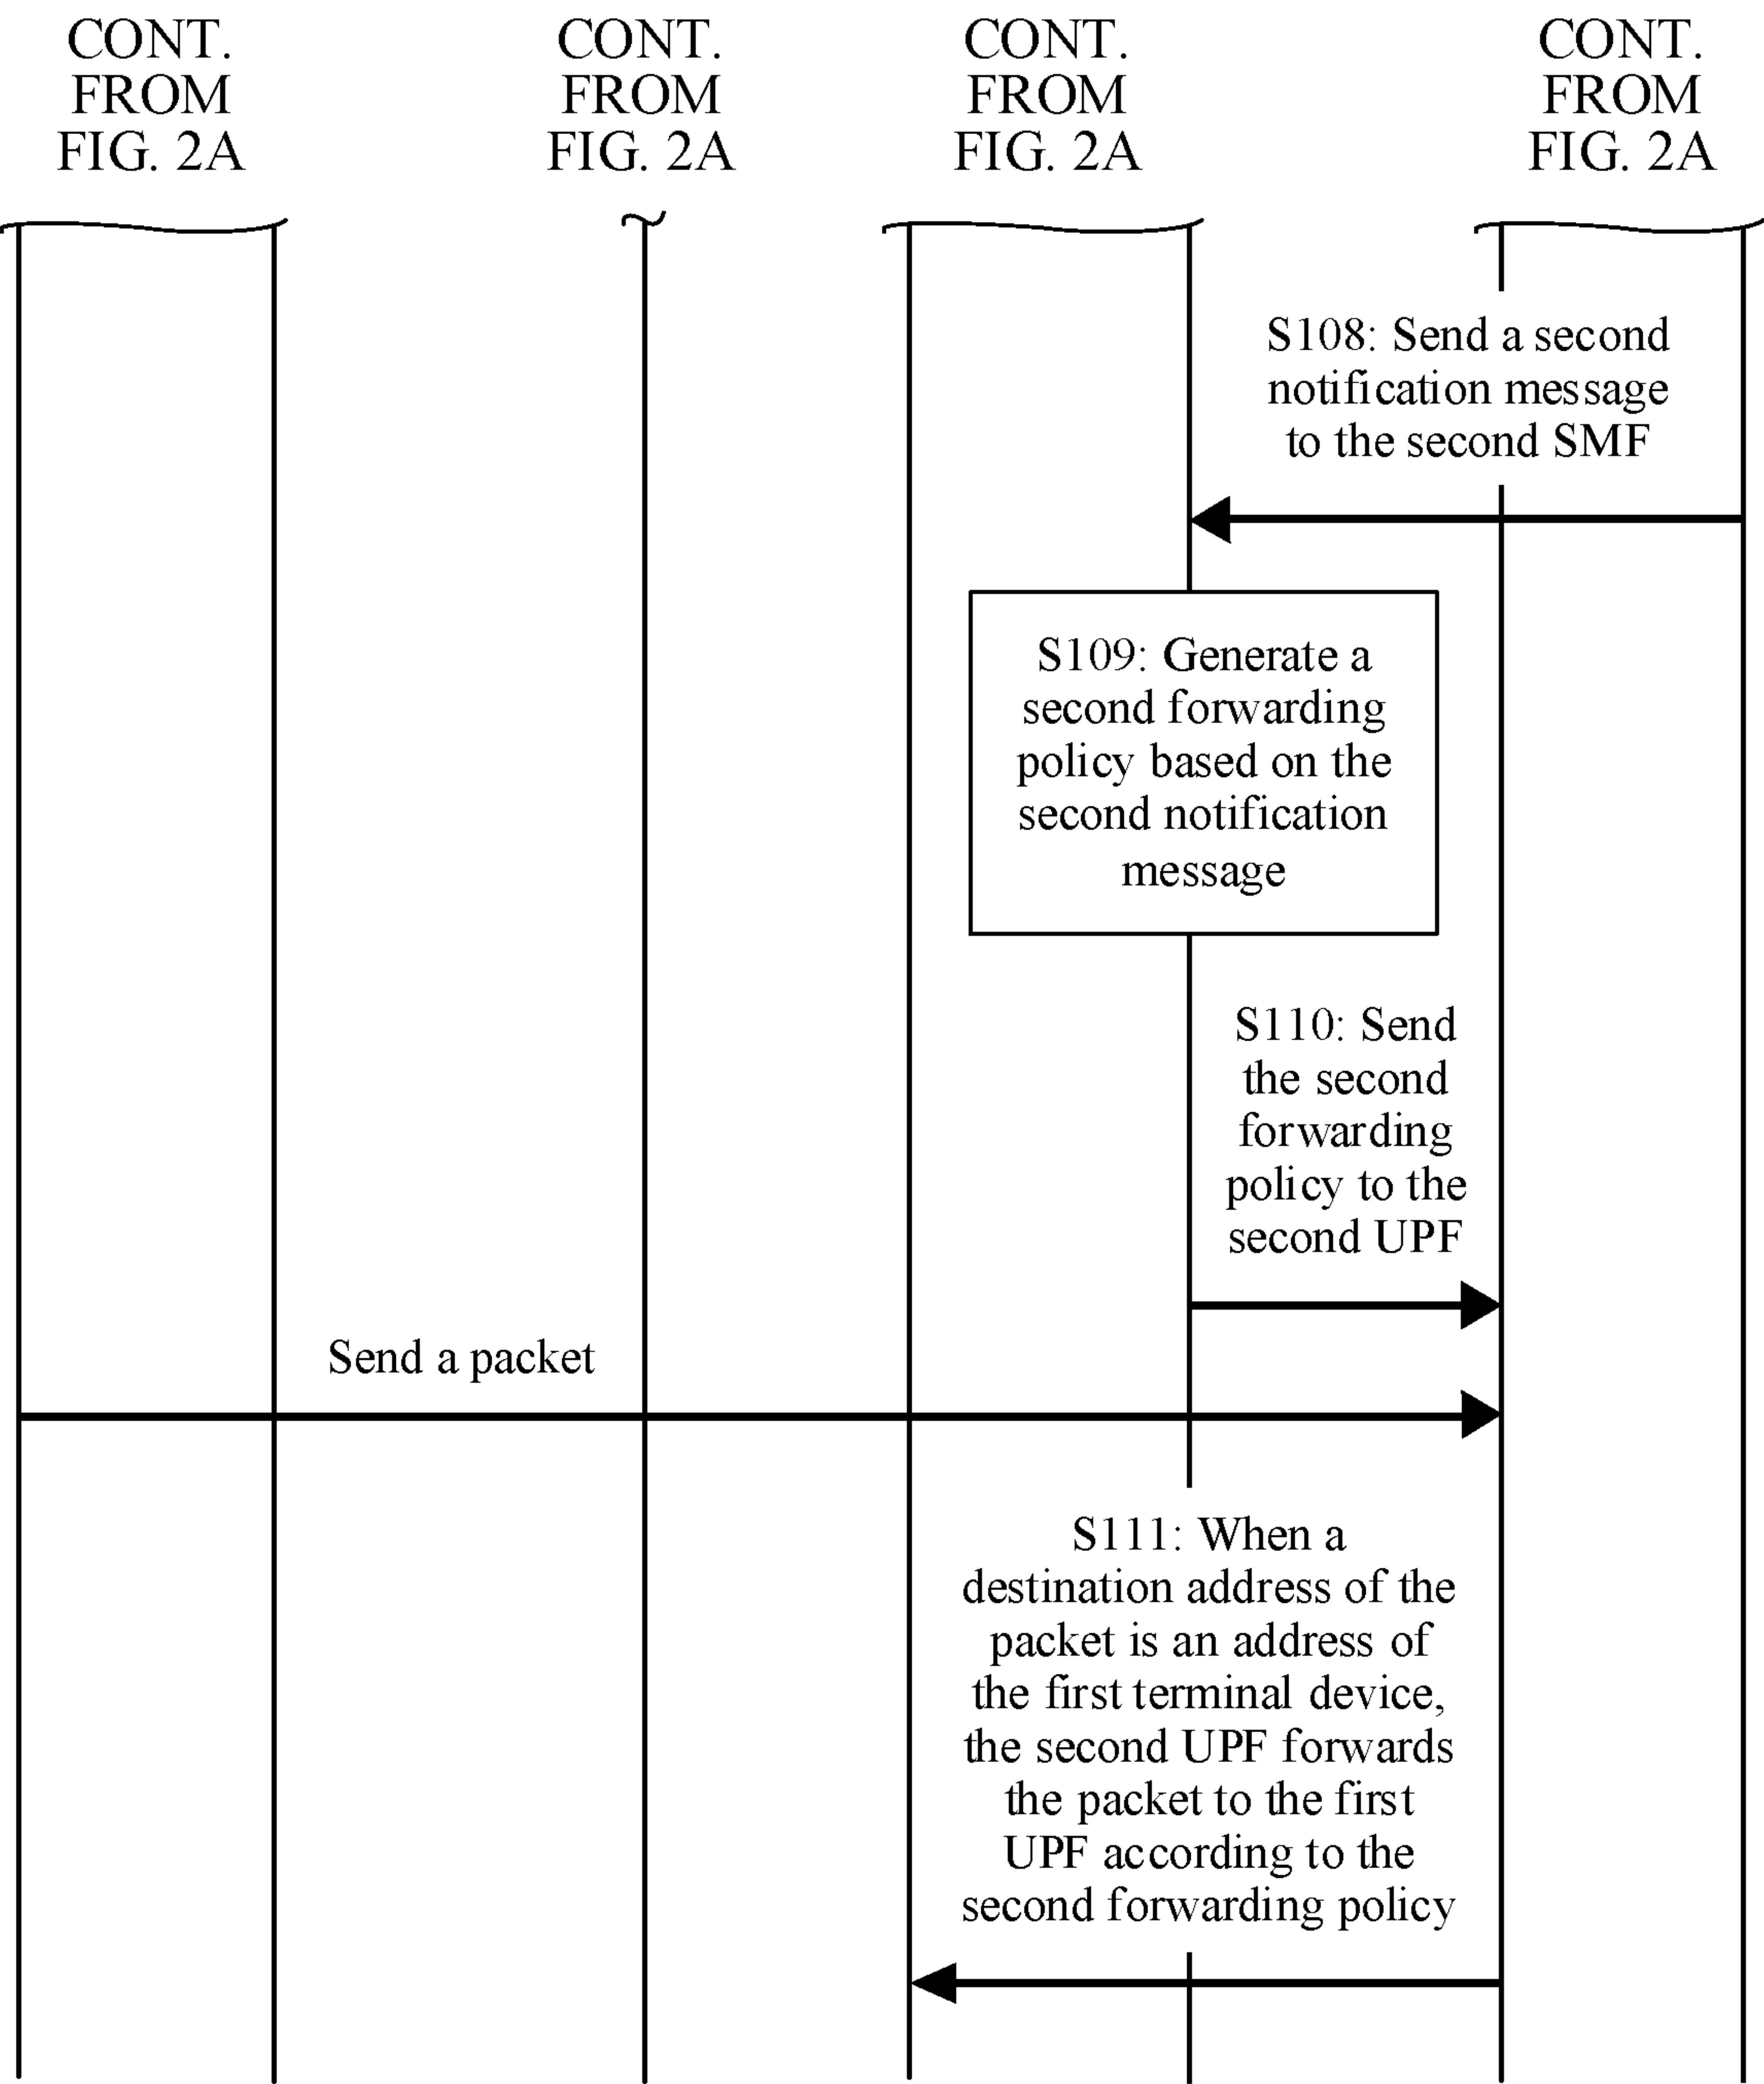 CONT.
FROM
FIG. 2A
CONT.
FROM
FIG. 2A
CONT.
FROM
FIG. 2A
CONT.
FROM
FIG. 2A
S108: Send a second
notification message
to the second SMF
S109: Generate a
second forwarding
policy based on the
second notification
message
S110: Send
the second
forwarding
policy to the
second UPF
Send a packet
S111: When a
destination address of the
packet is an address of
the first terminal device,
the second UPF forwards
the packet to the first
UPF according to the
second forwarding policy